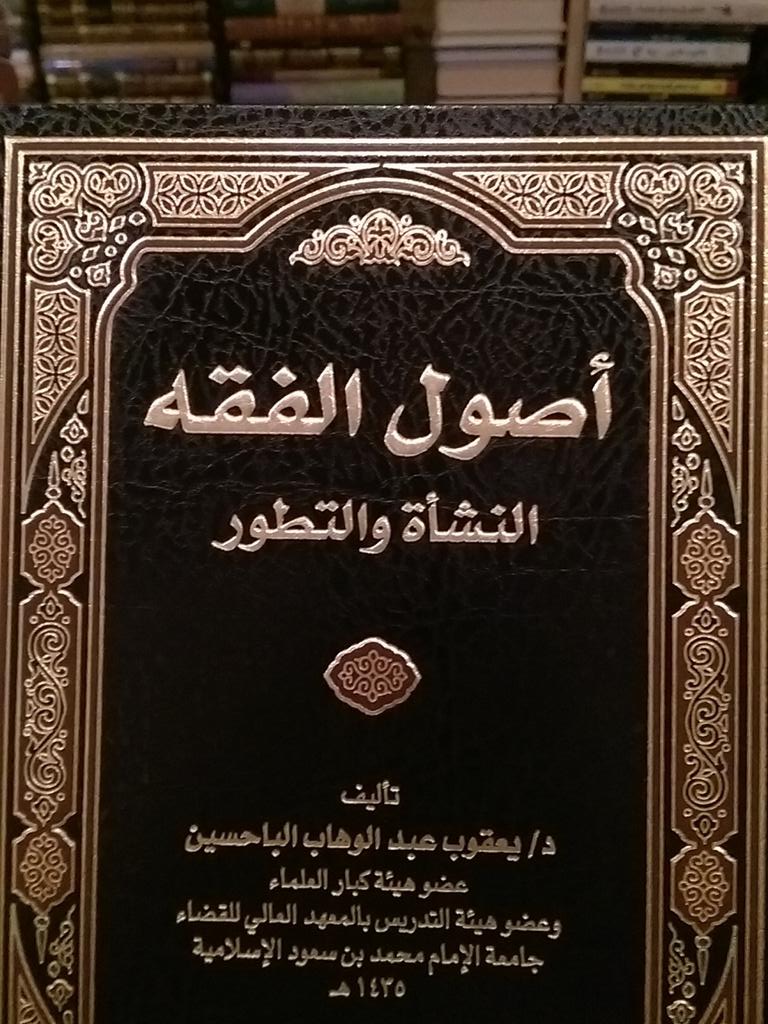 أصول الفقه
النشأة والتطور
تأليف
د/ يعقوب عبد الوهاب الباحسين
عضو هيئة كبار العلماء
وعضو هيئة التدريس بالمعهد العالي للقضاء
جامعة الإمام محمد بن سعود الإسلامية
١٤٣٥ هـ